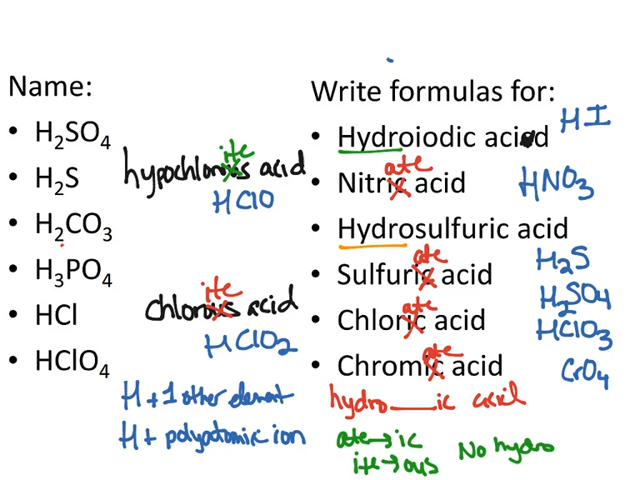 Name:
• H₂SO₄
• H₂S
• H₂CO₃
• H₃PO₄
• HCl
• HClO₄
ite
hypochlorous acid
HClO
ite
chlorous acid
HClO₂
H + 1 other element
H + polyatomic ion
Write formulas for:
• Hydroiodic acid
HI
ate
• Nitric acid
HNO₃
• Hydrosulfuric acid
H₂S
ate
• Sulfuric acid
H₂SO₄
ate
• Chloric acid
HClO₃
ate
• Chromic acid
CrO₄
hydro___ic acid
ate→ic
ite→ous
No hydro